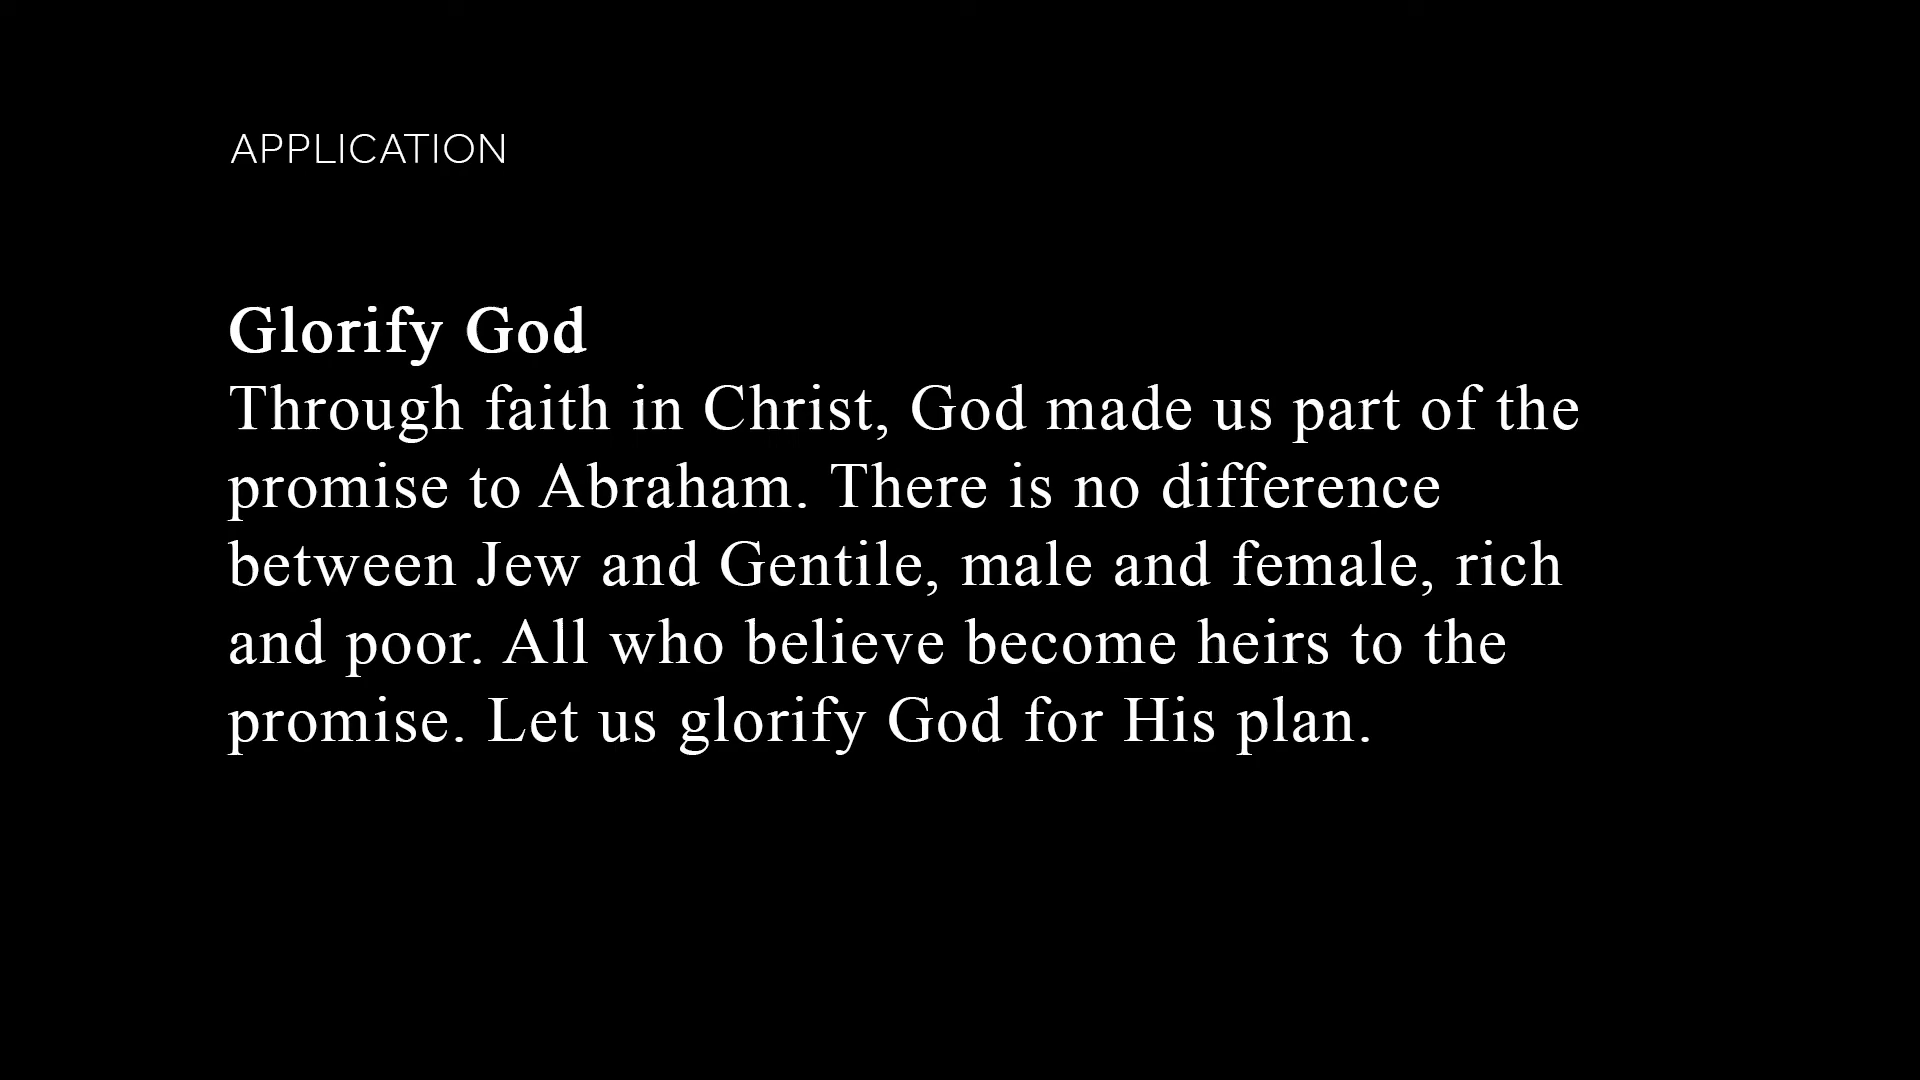 APPLICATION
Glorify God
Through faith in Christ, God made us part of the
promise to Abraham. There is no difference
between Jew and Gentile, male and female, rich
and poor. All who believe become heirs to the
promise. Let us glorify God for His plan.